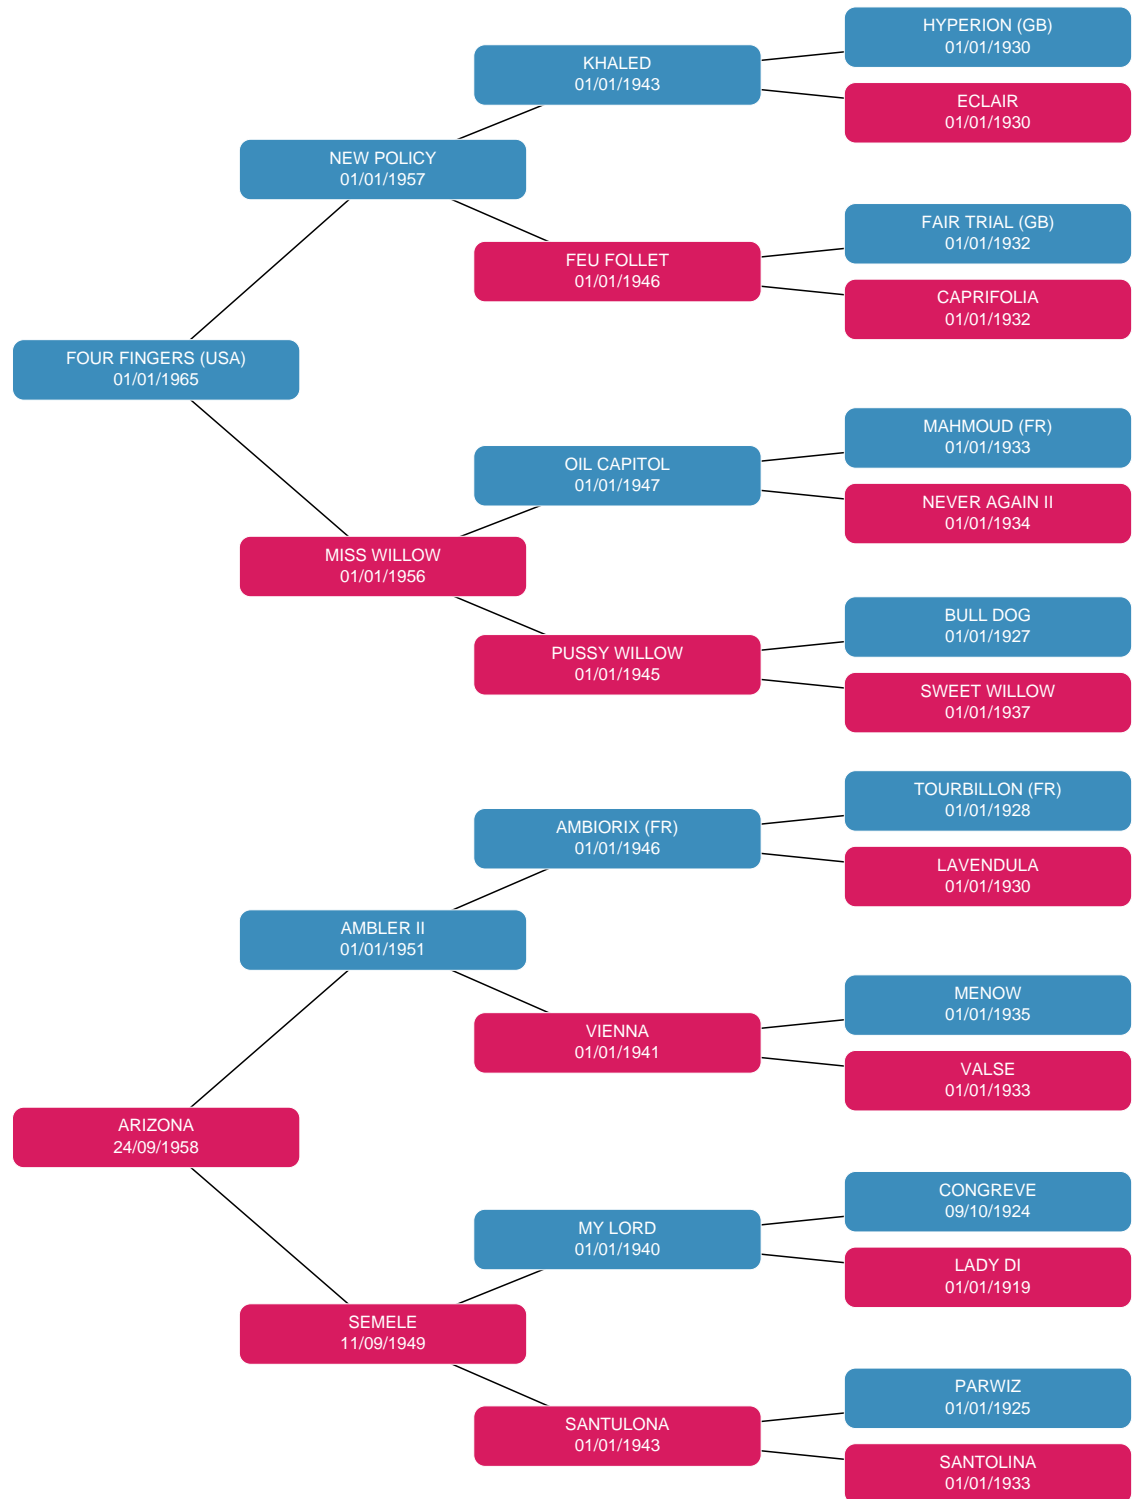 HYPERION (GB)
01/01/1930
KHALED
01/01/1943
ECLAIR
01/01/1930
NEW POLICY
01/01/1957
FAIR TRIAL (GB)
01/01/1932
FEU FOLLET
01/01/1946
CAPRIFOLIA
01/01/1932
FOUR FINGERS (USA)
01/01/1965
MAHMOUD (FR)
01/01/1933
OIL CAPITOL
01/01/1947
NEVER AGAIN II
01/01/1934
MISS WILLOW
01/01/1956
BULL DOG
01/01/1927
PUSSY WILLOW
01/01/1945
SWEET WILLOW
01/01/1937
TOURBILLON (FR)
01/01/1928
AMBIORIX (FR)
01/01/1946
LAVENDULA
01/01/1930
AMBLER II
01/01/1951
MENOW
01/01/1935
VIENNA
01/01/1941
VALSE
01/01/1933
ARIZONA
24/09/1958
CONGREVE
09/10/1924
MY LORD
01/01/1940
LADY DI
01/01/1919
SEMELE
11/09/1949
PARWIZ
01/01/1925
SANTULONA
01/01/1943
SANTOLINA
01/01/1933